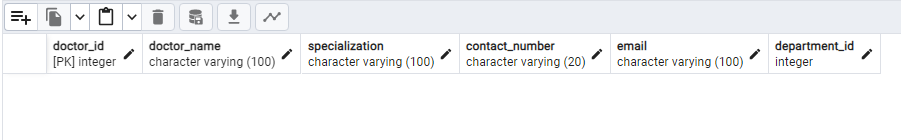 doctor_id doctor_name specialization contact_number email department_id
[PK] integer character varying (100) character varying (100) character varying (20) character varying (100) integer